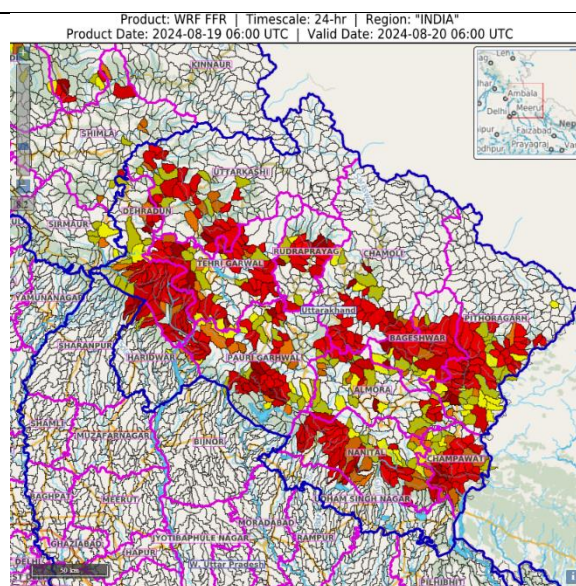 Product: WRF FFR | Timescale: 24-hr | Region: "INDIA"
Product Date: 2024-08-19 06:00 UTC | Valid Date: 2024-08-20 06:00 UTC
KINNAUR
Ambala
Delhi
Meerut
Nep
Faizabad
Prayagraj
SHIMLA
UTTARKASHI
DEHRADUN
SIRMAUR
RUDRAPRAYAG
CHAMOLI
TEHRI GARWAL
YAMUNANAGAR
Uttarakhand
PITHORAGARH
BAGESHWAR
SHARANPUR
HARIDWAR
PAURI GARHWAL
ALMORA
SHAMLI
MUZAFARNAGAR
BIJNOR
NANITAL
CHAMPAWAT
BAGHPAT
MEERUT
UDHAM SINGH NAGAR
MORADABAD
GHAZIABAD
JYOTIBAPHULE NAGAR
RAMPUR
HAPUR
DELHI
W. Uttar Pradesh
50 km
PILIBHIT